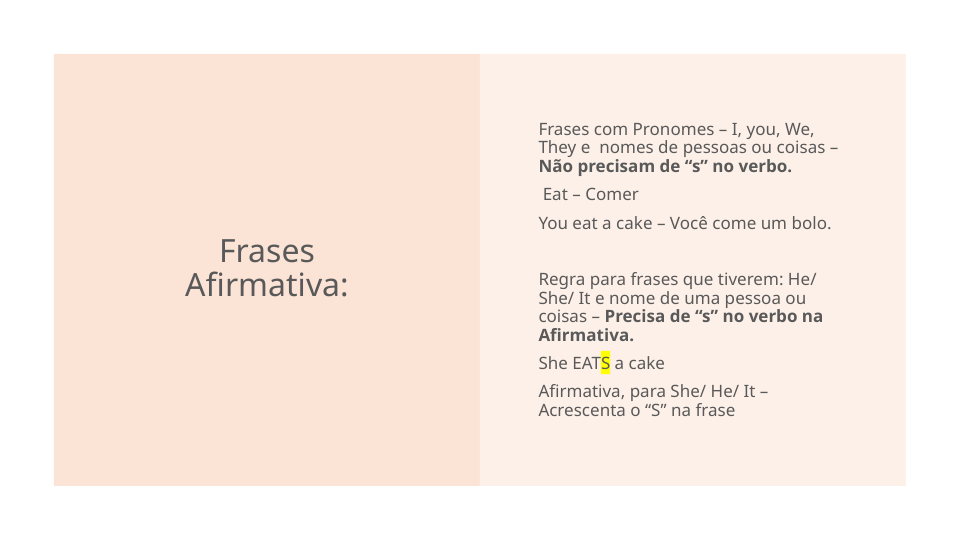 Frases
Afirmativa:
Frases com Pronomes – I, you, We,
They e  nomes de pessoas ou coisas –
Não precisam de “s” no verbo.
Eat – Comer
You eat a cake – Você come um bolo.
Regra para frases que tiverem: He/
She/ It e nome de uma pessoa ou
coisas – Precisa de “s” no verbo na
Afirmativa.
She EATS a cake
Afirmativa, para She/ He/ It –
Acrescenta o “S” na frase